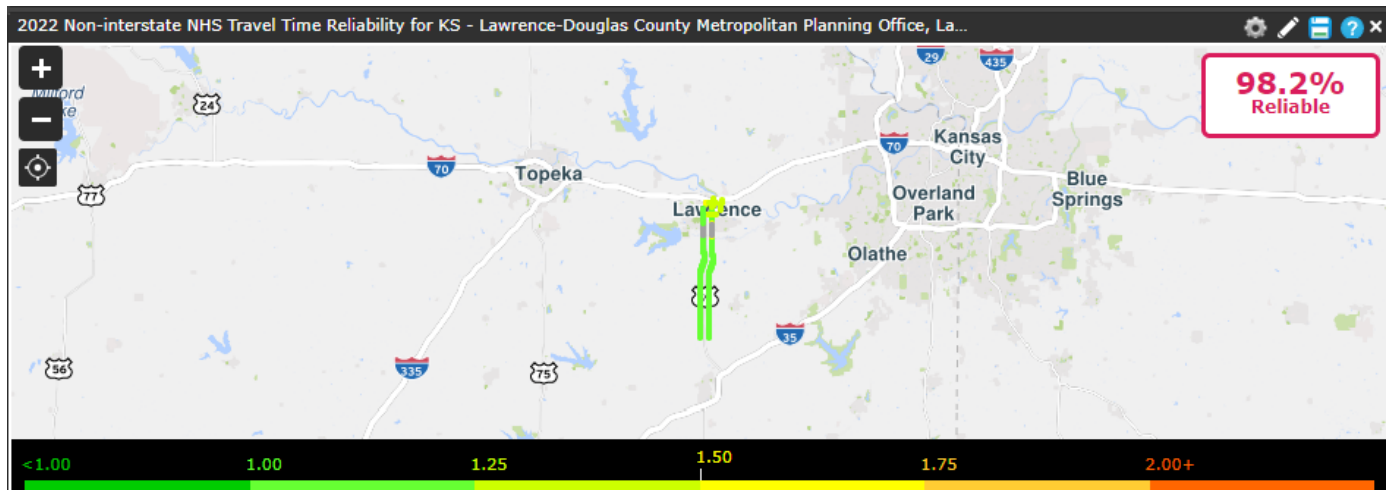 2022 Non-interstate NHS Travel Time Reliability for KS - Lawrence-Douglas County Metropolitan Planning Office, La...
+
98.2%
Reliable
29
435
24
−
70
Kansas
City
70
Topeka
Blue
Springs
77
Overland
Park
Lawrence
Olathe
35
56
335
75
<1.00
1.00
1.25
1.50
1.75
2.00+